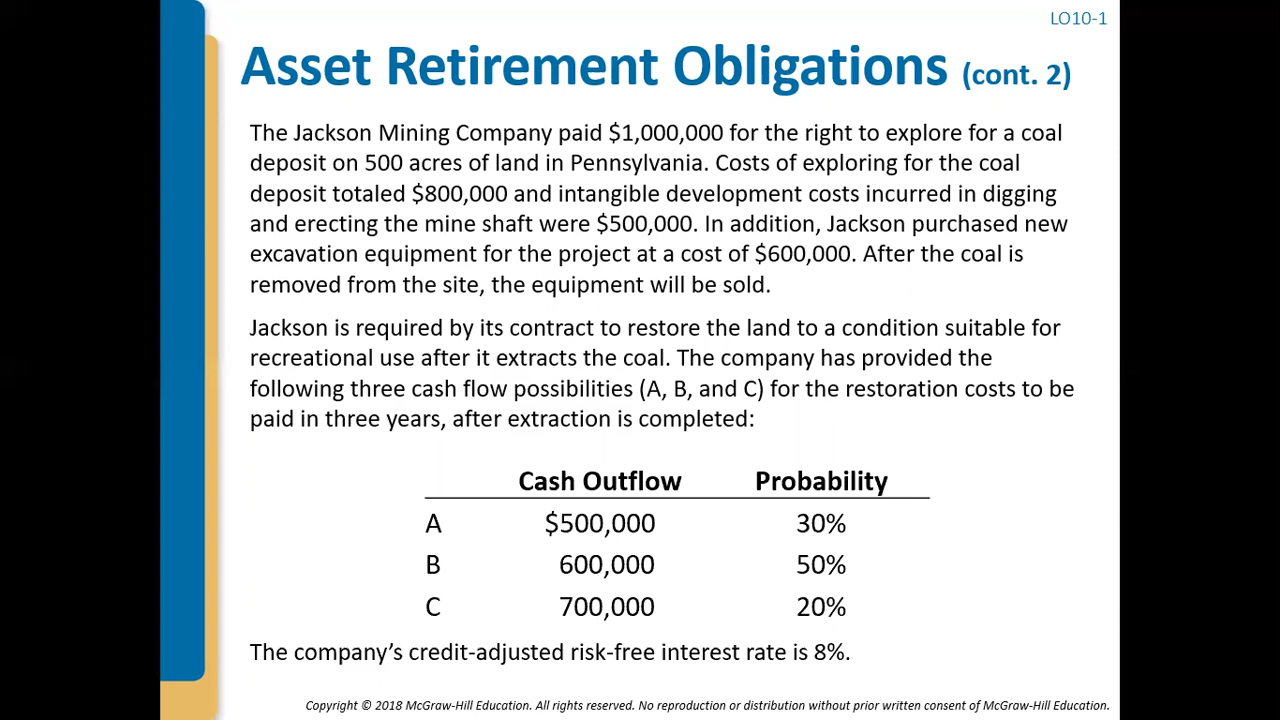 LO10-1
Asset Retirement Obligations (cont. 2)
The Jackson Mining Company paid $1,000,000 for the right to explore for a coal
deposit on 500 acres of land in Pennsylvania. Costs of exploring for the coal
deposit totaled $800,000 and intangible development costs incurred in digging
and erecting the mine shaft were $500,000. In addition, Jackson purchased new
excavation equipment for the project at a cost of $600,000. After the coal is
removed from the site, the equipment will be sold.
Jackson is required by its contract to restore the land to a condition suitable for
recreational use after it extracts the coal. The company has provided the
following three cash flow possibilities (A, B, and C) for the restoration costs to be
paid in three years, after extraction is completed:
Cash Outflow Probability
A $500,000 30%
B 600,000 50%
C 700,000 20%
The company’s credit-adjusted risk-free interest rate is 8%.
Copyright © 2018 McGraw-Hill Education. All rights reserved. No reproduction or distribution without prior written consent of McGraw-Hill Education.